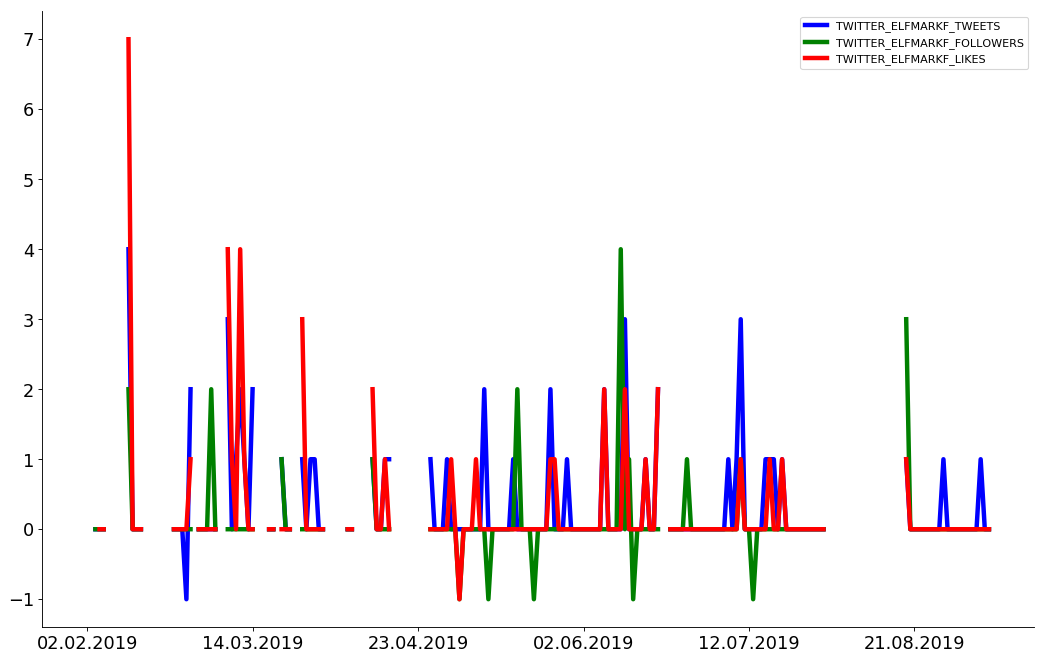 TWITTER_ELFMARKF_TWEETS
TWITTER_ELFMARKF_FOLLOWERS
TWITTER_ELFMARKF_LIKES
7
6
5
4
3
2
1
0
−1
02.02.2019 14.03.2019 23.04.2019 02.06.2019 12.07.2019 21.08.2019